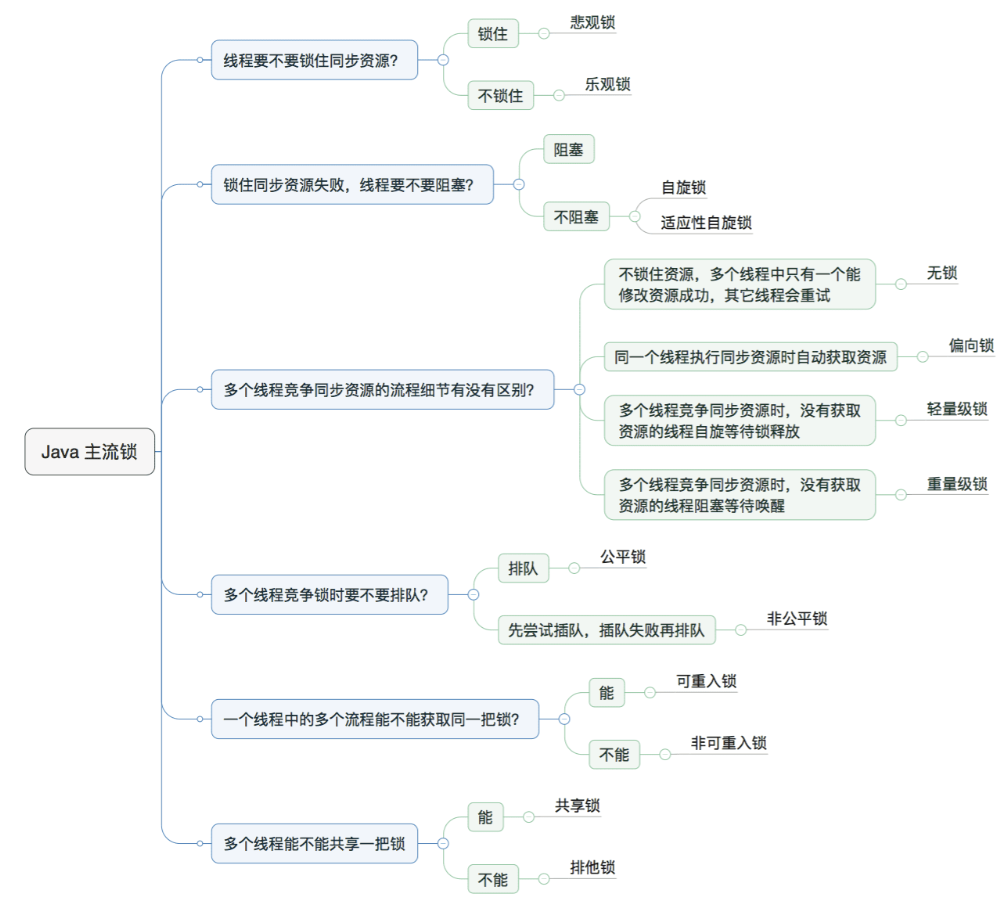 Java 主流锁
线程要不要锁住同步资源？
锁住
悲观锁
不锁住
乐观锁
锁住同步资源失败，线程要不要阻塞？
阻塞
不阻塞
自旋锁
适应性自旋锁
多个线程竞争同步资源的流程细节有没有区别？
不锁住资源，多个线程中只有一个能
修改资源成功，其它线程会重试
无锁
同一个线程执行同步资源时自动获取资源
偏向锁
多个线程竞争同步资源时，没有获取
资源的线程自旋等待锁释放
轻量级锁
多个线程竞争同步资源时，没有获取
资源的线程阻塞等待唤醒
重量级锁
多个线程竞争锁时要不要排队？
排队
公平锁
先尝试插队，插队失败再排队
非公平锁
一个线程中的多个流程能不能获取同一把锁？
能
可重入锁
不能
非可重入锁
多个线程能不能共享一把锁
能
共享锁
不能
排他锁